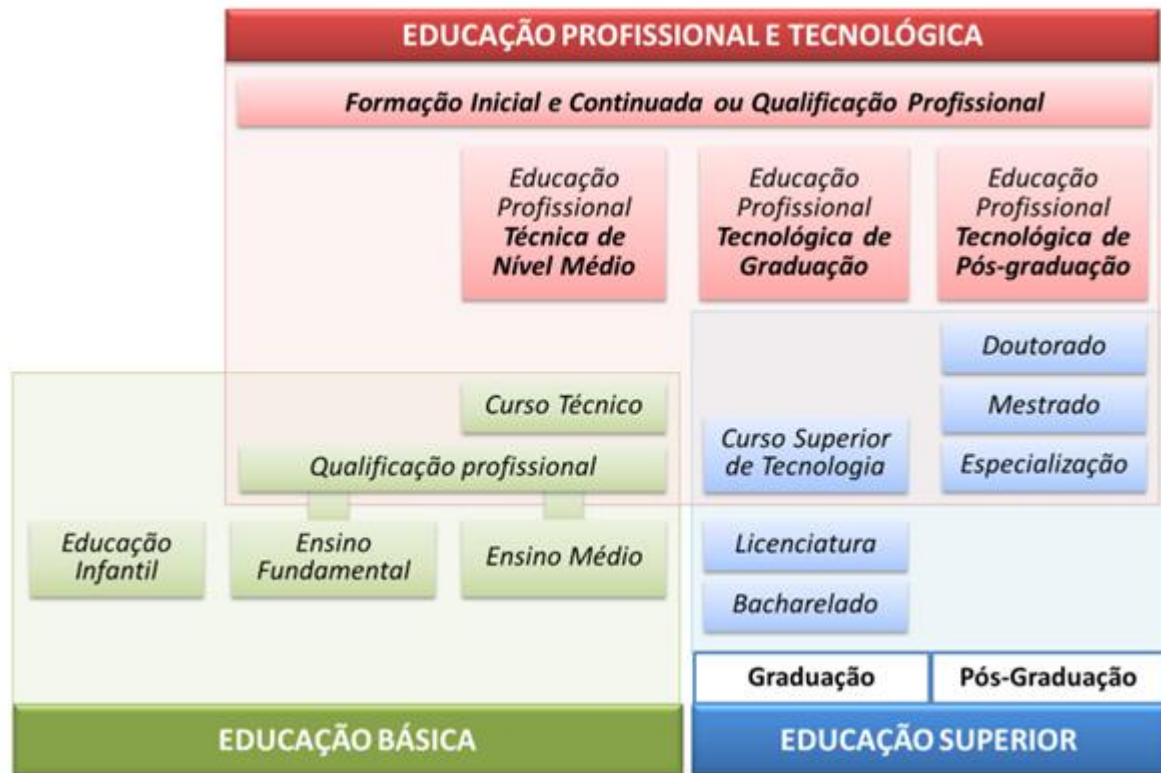 EDUCAÇÃO PROFISSIONAL E TECNOLÓGICA
Formação Inicial e Continuada ou Qualificação Profissional
Educação
Profissional
Técnica de
Nível Médio
Educação
Profissional
Tecnológica de
Graduação
Educação
Profissional
Tecnológica de
Pós-graduação
Doutorado
Curso Técnico
Mestrado
Qualificação profissional
Curso Superior
de Tecnologia
Especialização
Educação
Infantil
Ensino
Fundamental
Ensino Médio
Licenciatura
Bacharelado
Graduação
Pós-Graduação
EDUCAÇÃO BÁSICA
EDUCAÇÃO SUPERIOR